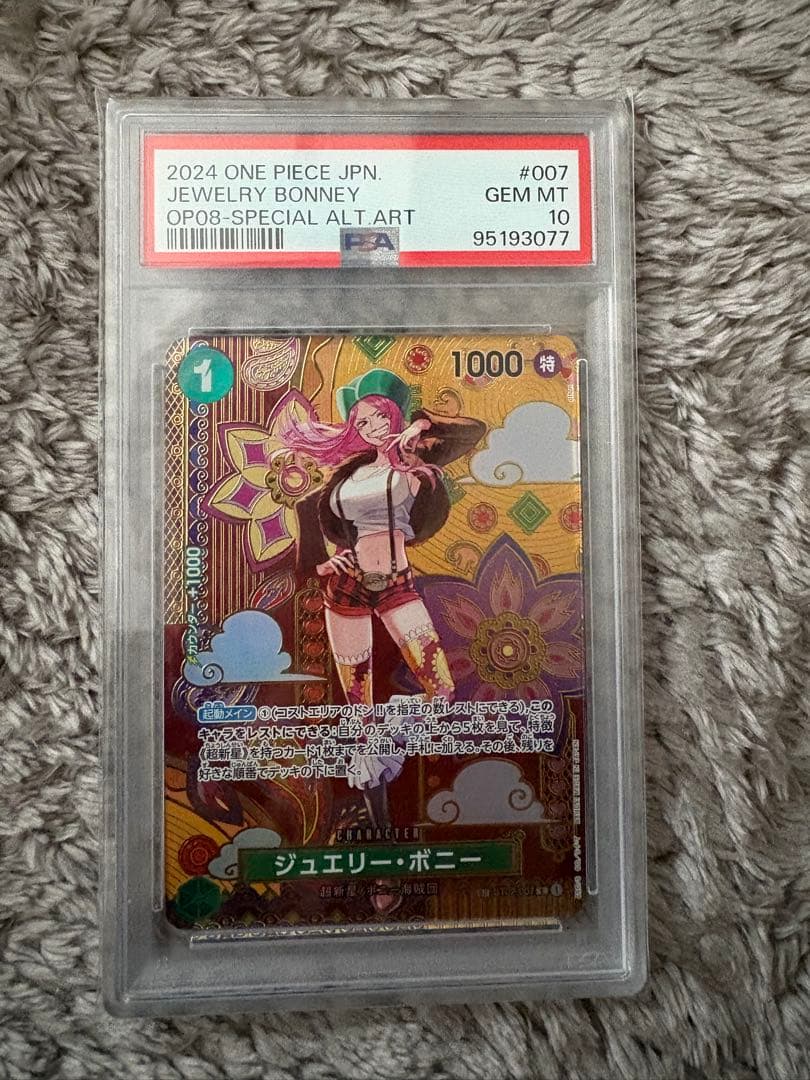 2024 ONE PIECE JPN. #007
JEWELRY BONNEY GEM MT
OP08-SPECIAL ALT.ART 10
PSA 95193077
1 1000 特
カウンター +1000
起動メイン ①(コストエリアのドン!!を指定の数レストにできる),この
キャラをレストにできる:自分のデッキの上から5枚を見て、特徴
《超新星》を持つカード1枚までを公開し、手札に加える。その後、残りを
好きな順番でデッキの下に置く。
CHARACTER
ジュエリー・ボニー
超新星/ボニー海賊団